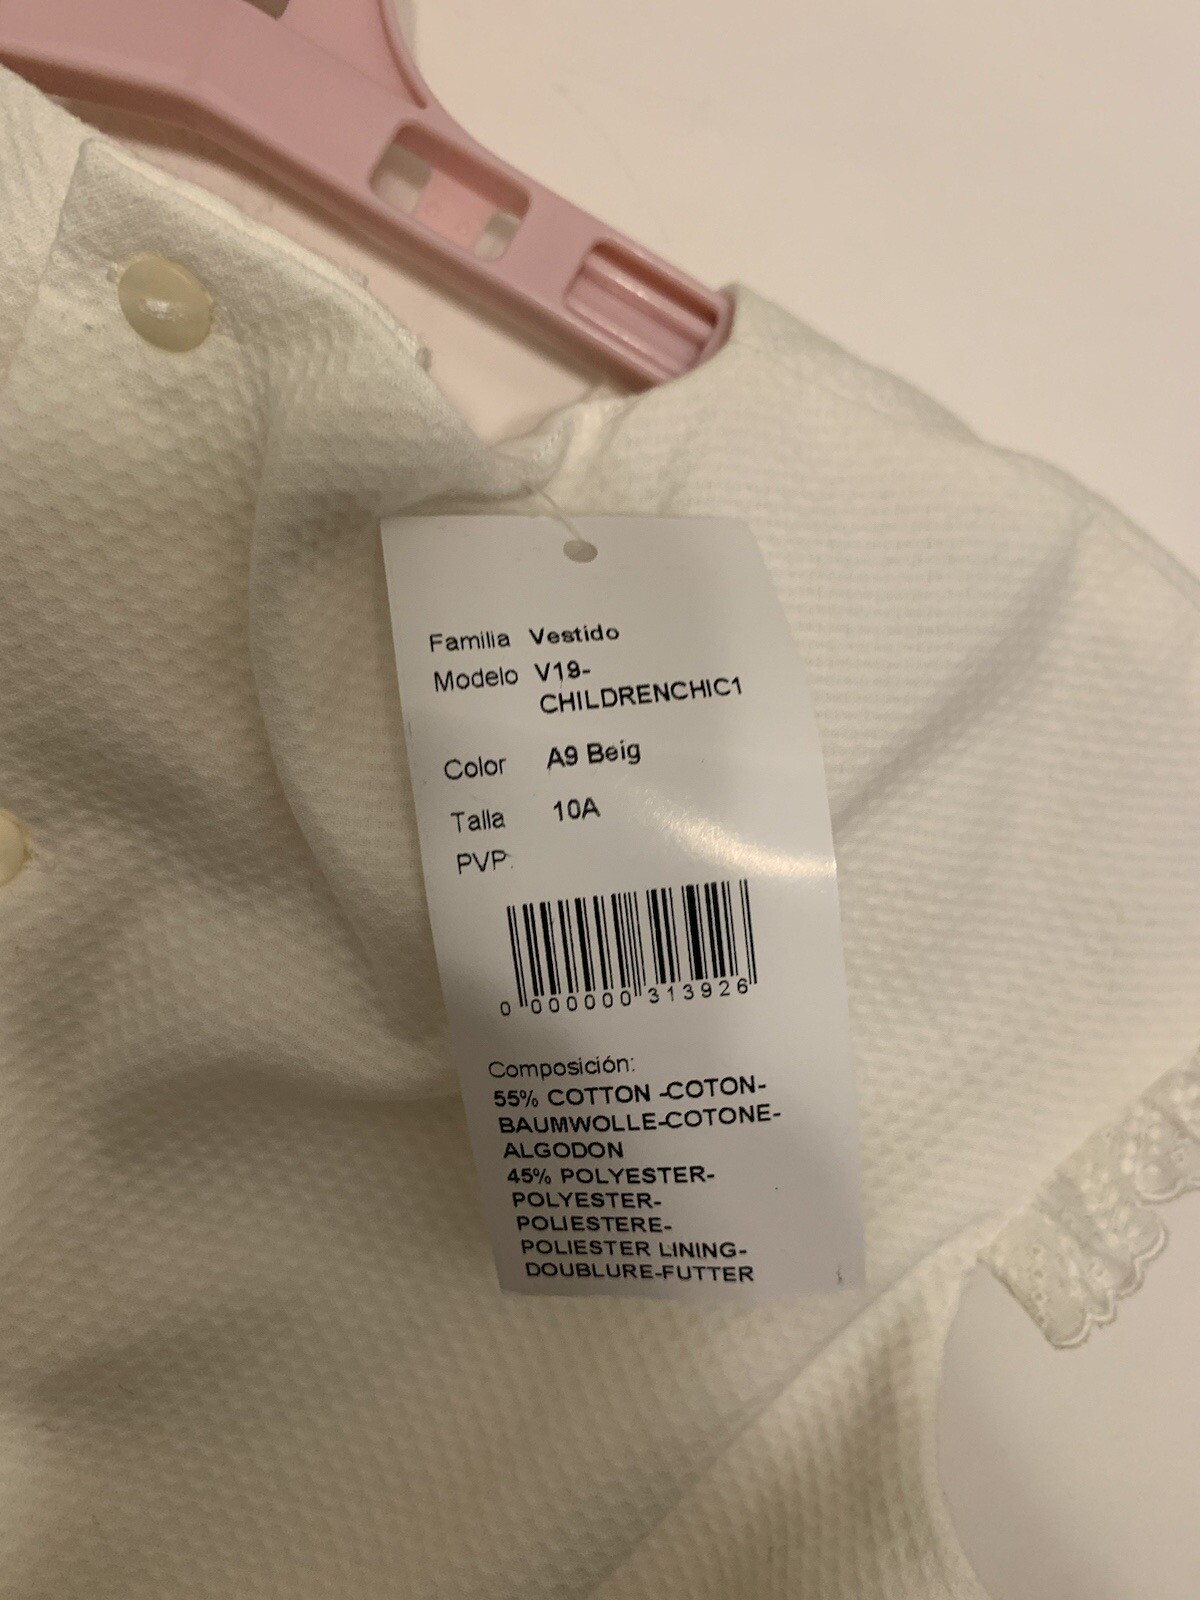 Familia Vestido
Modelo V19-
CHILDRENCHIC1
Color A9 Beig
Talla 10A
PVP:
0 000000 313926
Composición:
55% COTTON -COTON-
BAUMWOLLE-COTONE-
ALGODON
45% POLYESTER-
POLYESTER-
POLIESTERE-
POLIESTER LINING-
DOUBLURE-FUTTER